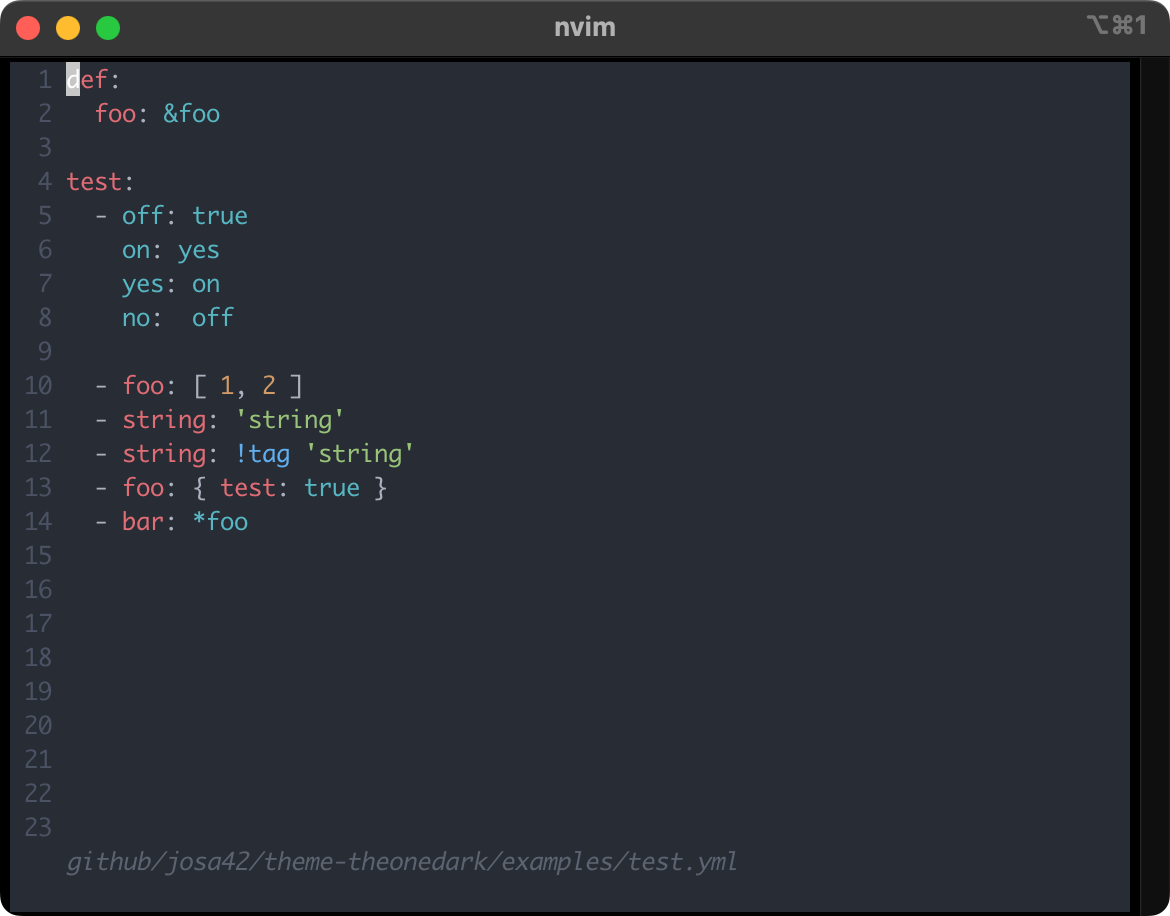 nvim
⌥⌘1
1 def:
2   foo: &foo
3
4 test:
5   - off: true
6     on: yes
7     yes: on
8     no:  off
9
10   - foo: [ 1, 2 ]
11   - string: 'string'
12   - string: !tag 'string'
13   - foo: { test: true }
14   - bar: *foo
15
16
17
18
19
20
21
22
23
github/josa42/theme-theonedark/examples/test.yml